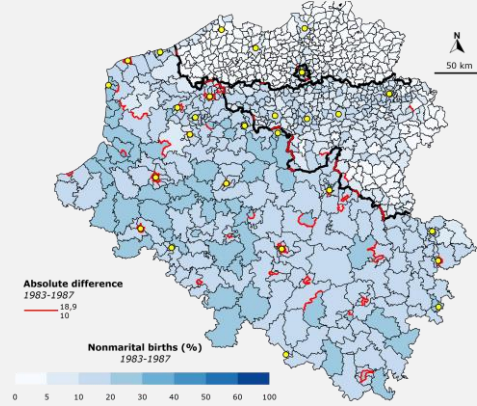 N
50 km
Absolute difference
1983-1987
18,9
10
Nonmarital births (%)
1983-1987
0 5 10 20 30 40 60 100